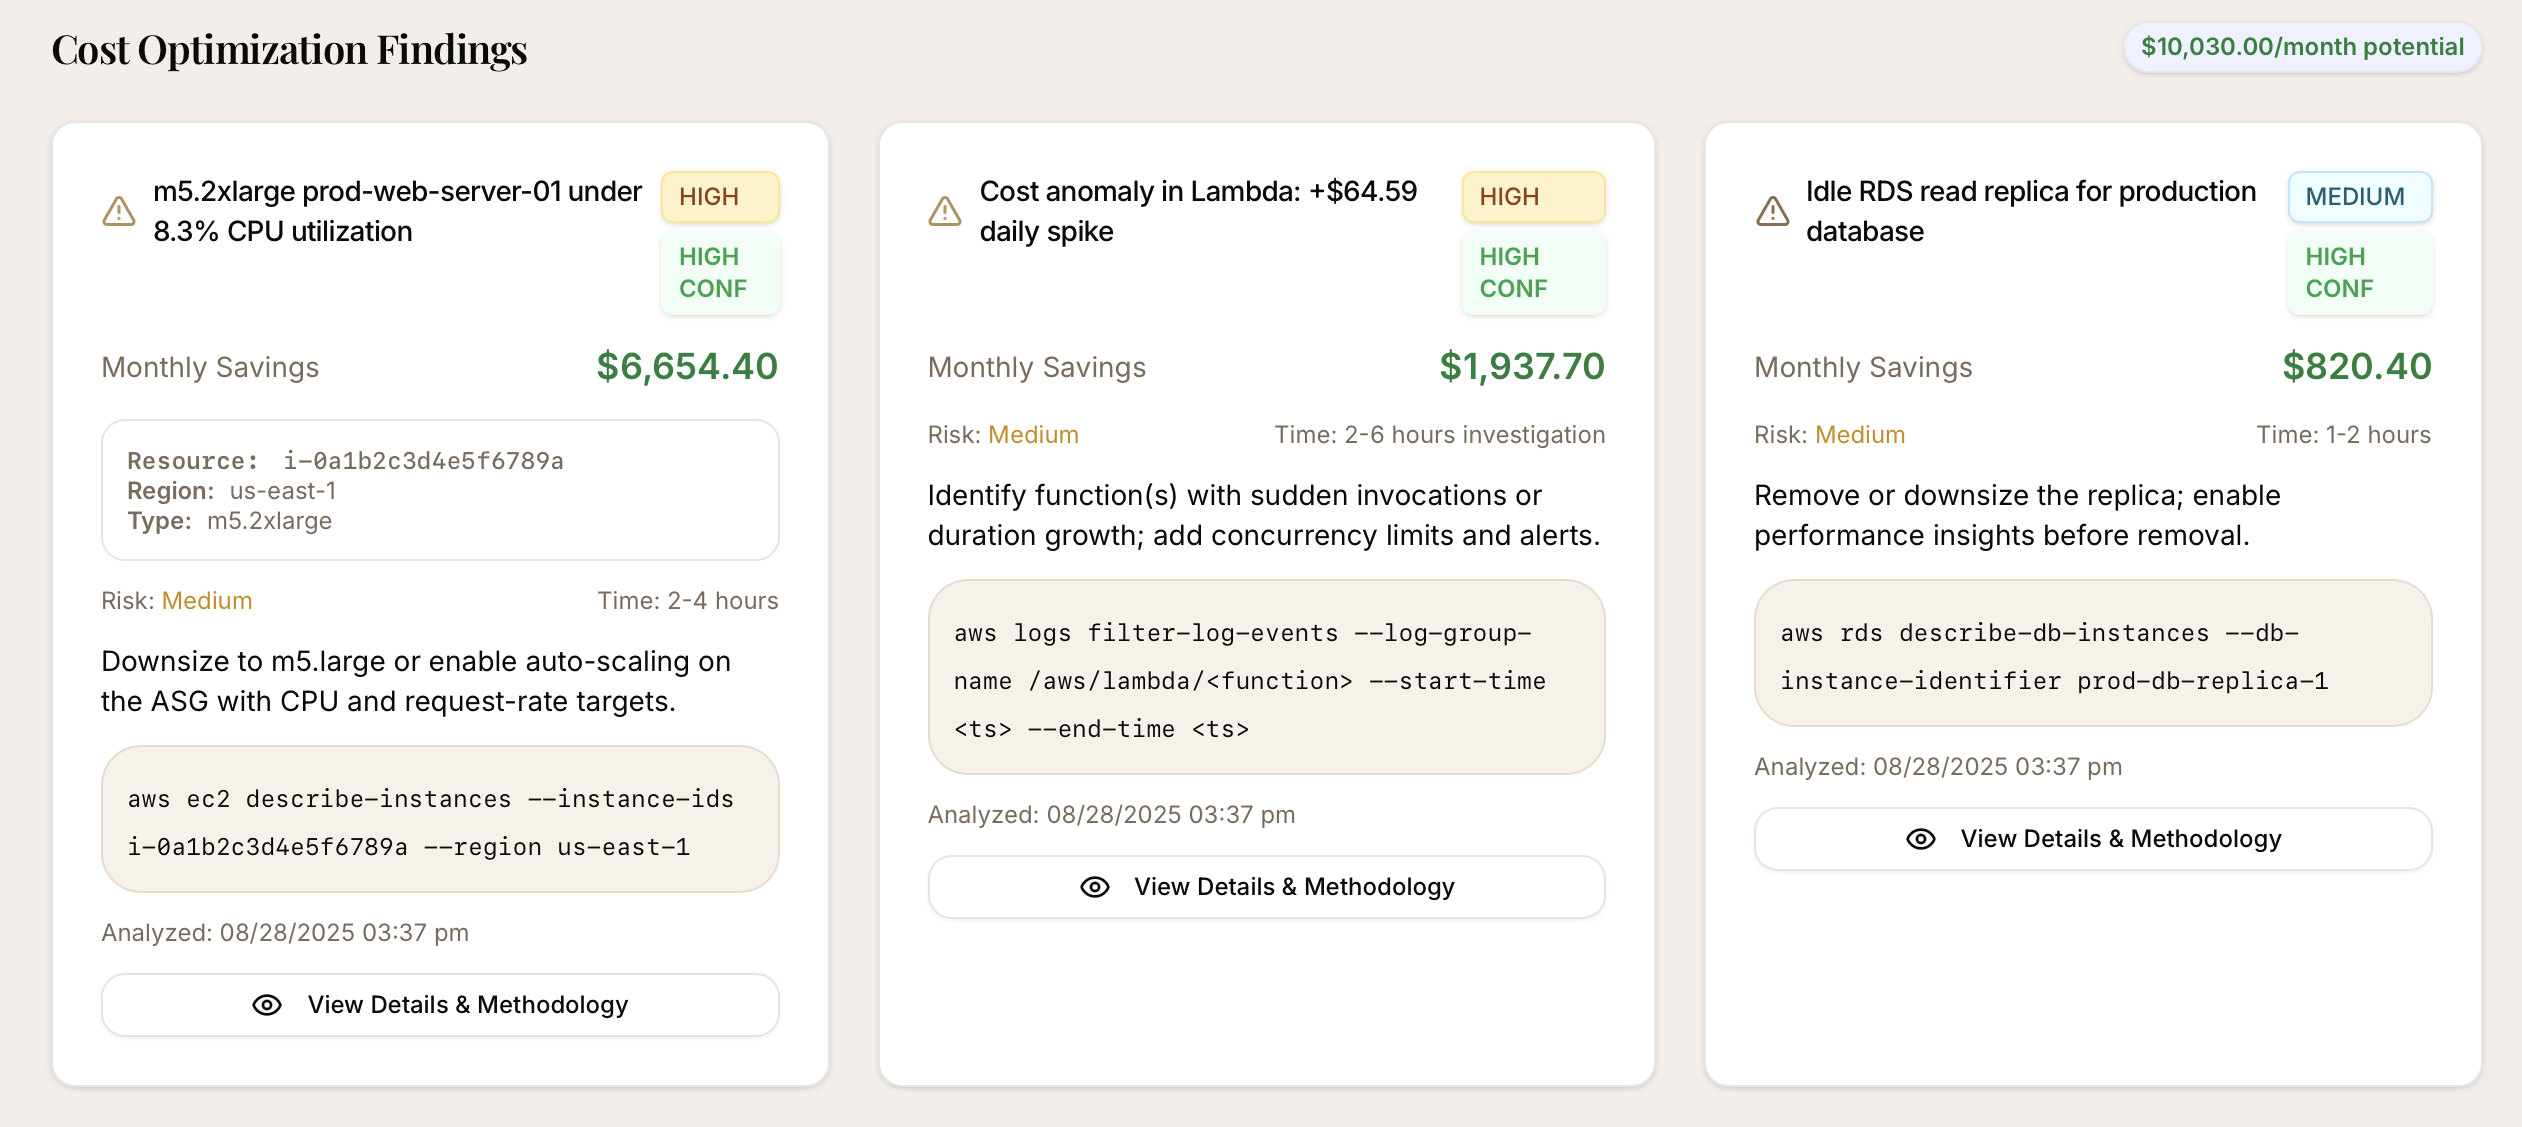 Cost Optimization Findings
$10,030.00/month potential
m5.2xlarge prod-web-server-01 under
8.3% CPU utilization
HIGH
HIGH
CONF
Monthly Savings
$6,654.40
Resource: i-0a1b2c3d4e5f6789a
Region: us-east-1
Type: m5.2xlarge
Risk: Medium
Time: 2-4 hours
Downsize to m5.large or enable auto-scaling on
the ASG with CPU and request-rate targets.
aws ec2 describe-instances --instance-ids
i-0a1b2c3d4e5f6789a --region us-east-1
Analyzed: 08/28/2025 03:37 pm
View Details & Methodology
Cost anomaly in Lambda: +$64.59
daily spike
HIGH
HIGH
CONF
Monthly Savings
$1,937.70
Risk: Medium
Time: 2-6 hours investigation
Identify function(s) with sudden invocations or
duration growth; add concurrency limits and alerts.
aws logs filter-log-events --log-group-
name /aws/lambda/<function> --start-time
<ts> --end-time <ts>
Analyzed: 08/28/2025 03:37 pm
View Details & Methodology
Idle RDS read replica for production
database
MEDIUM
HIGH
CONF
Monthly Savings
$820.40
Risk: Medium
Time: 1-2 hours
Remove or downsize the replica; enable
performance insights before removal.
aws rds describe-db-instances --db-
instance-identifier prod-db-replica-1
Analyzed: 08/28/2025 03:37 pm
View Details & Methodology